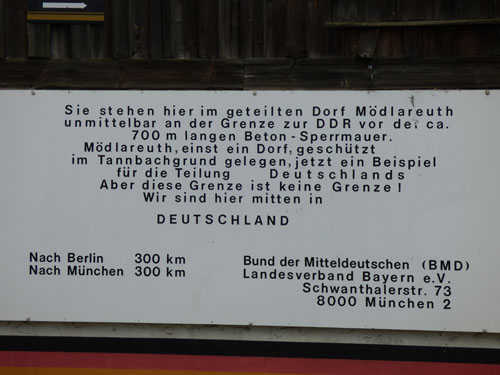 Sie stehen hier im geteilten Dorf Mödlareuth
unmittelbar an der Grenze zur DDR vor der ca.
700 m langen Beton-Sperrmauer.
Mödlareuth, einst ein Dorf, geschützt
im Tannbachgrund gelegen, jetzt ein Beispiel
für die Teilung Deutschlands
Aber diese Grenze ist keine Grenze!
Wir sind hier mitten in
DEUTSCHLAND
Nach Berlin 300 km
Nach München 300 km
Bund der Mitteldeutschen (BMD)
Landesverband Bayern e.V.
Schwanthalerstr. 73
8000 München 2